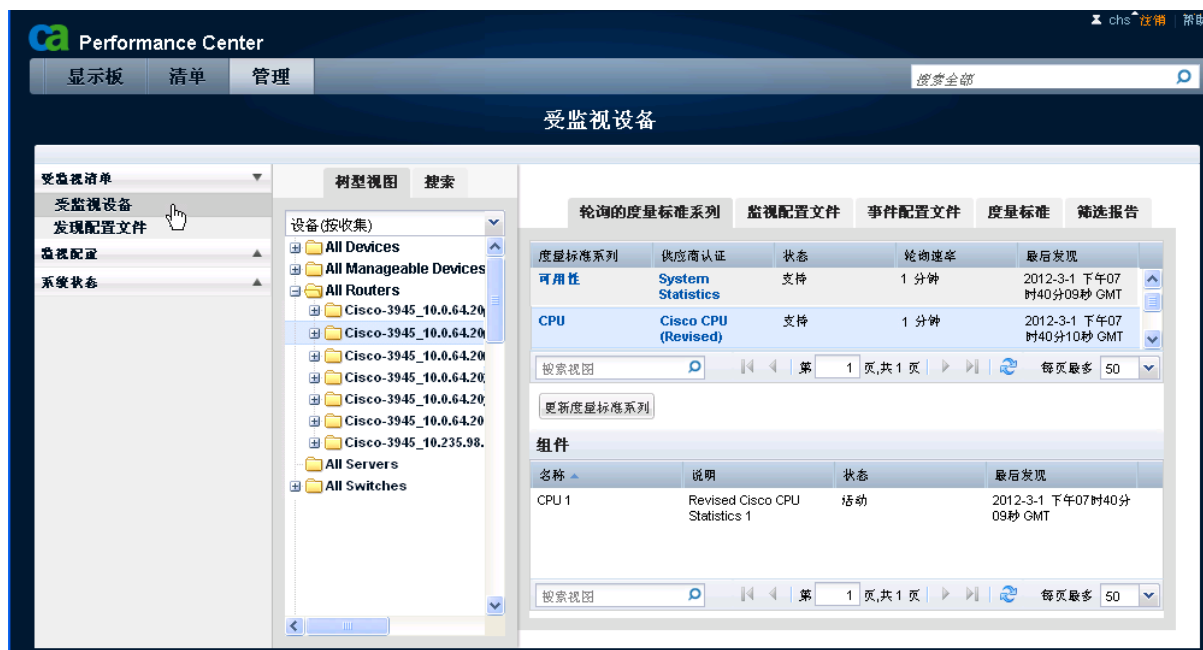 chs 注销 帮助
ca Performance Center
显示板 清单 管理
搜索全部
受监视设备
受监视清单
受监视设备
发现配置文件
监视配置
系统状态
树型视图 搜索
设备(按收集)
All Devices
All Manageable Devices
All Routers
Cisco-3945_10.0.64.20
Cisco-3945_10.0.64.20
Cisco-3945_10.0.64.20
Cisco-3945_10.0.64.20
Cisco-3945_10.0.64.20
Cisco-3945_10.0.64.20
Cisco-3945_10.235.98.
All Servers
All Switches
轮询的度量标准系列 监视配置文件 事件配置文件 度量标准 筛选报告
度量标准系列 供应商认证 状态 轮询速率 最后发现
可用性 System Statistics 支持 1 分钟 2012-3-1 下午07时40分09秒 GMT
CPU Cisco CPU (Revised) 支持 1 分钟 2012-3-1 下午07时40分10秒 GMT
搜索视图 第 1 页,共1 页 每页最多 50
更新度量标准系列
组件
名称 说明 状态 最后发现
CPU 1 Revised Cisco CPU Statistics 1 活动 2012-3-1 下午07时40分09秒 GMT
搜索视图 第 1 页,共1 页 每页最多 50